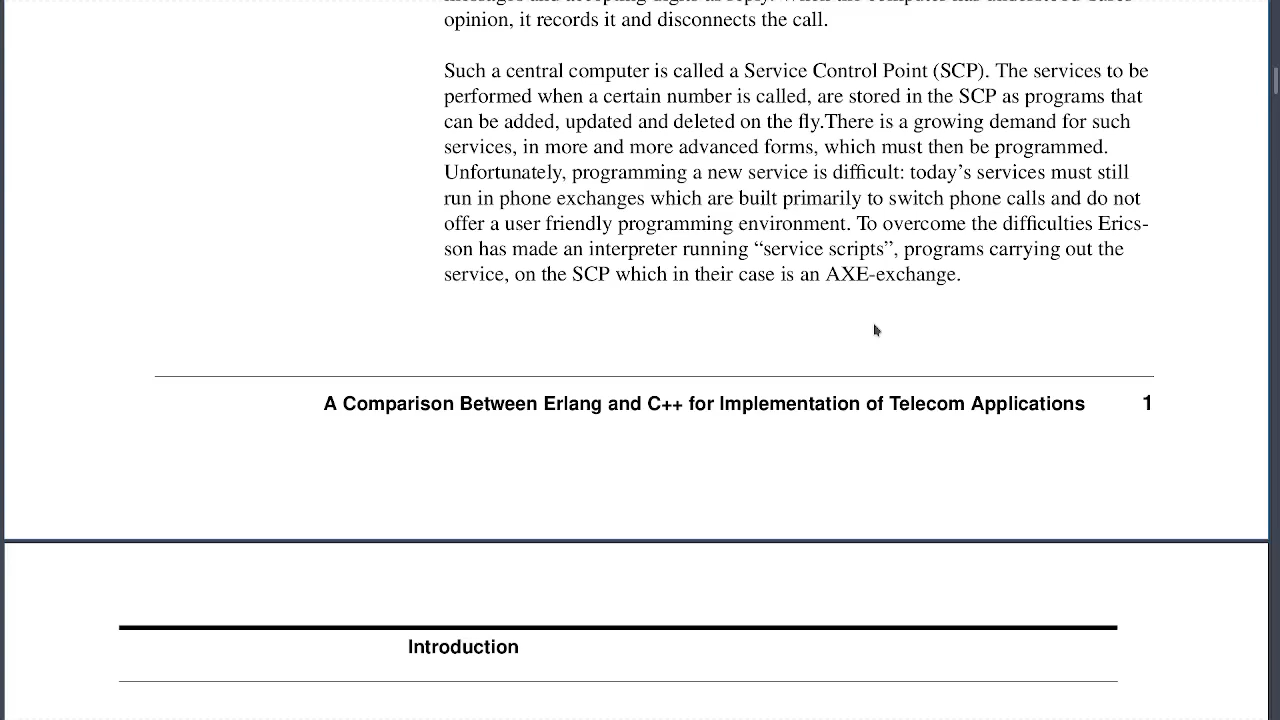 opinion, it records it and disconnects the call.
Such a central computer is called a Service Control Point (SCP). The services to be
performed when a certain number is called, are stored in the SCP as programs that
can be added, updated and deleted on the fly.There is a growing demand for such
services, in more and more advanced forms, which must then be programmed.
Unfortunately, programming a new service is difficult: today’s services must still
run in phone exchanges which are built primarily to switch phone calls and do not
offer a user friendly programming environment. To overcome the difficulties Erics-
son has made an interpreter running “service scripts”, programs carrying out the
service, on the SCP which in their case is an AXE-exchange.
A Comparison Between Erlang and C++ for Implementation of Telecom Applications 1
Introduction